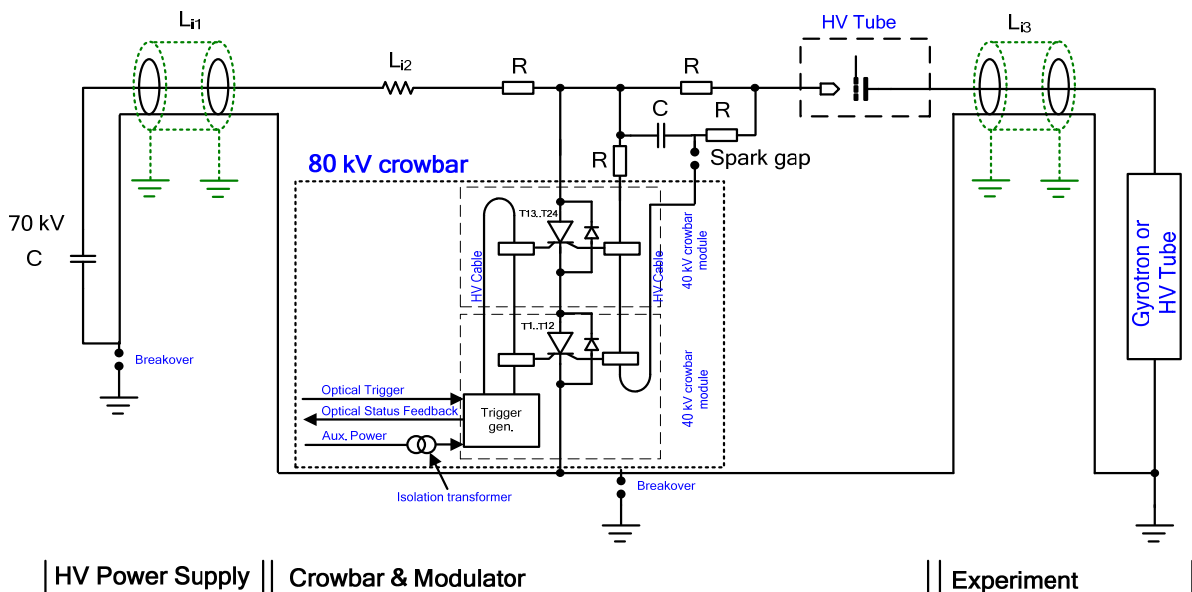 Li1
Li2
R
R
HV Tube
Li3
C
R
R
Spark gap
80 kV crowbar
70 kV
C
T13..T24
HV Cable
HV Cable
40 kV crowbar
module
T1..T12
40 kV crowbar
module
Breakover
Optical Trigger
Optical Status Feedback
Aux. Power
Trigger
gen.
Isolation transformer
Breakover
Gyrotron or
HV Tube
HV Power Supply
Crowbar & Modulator
Experiment